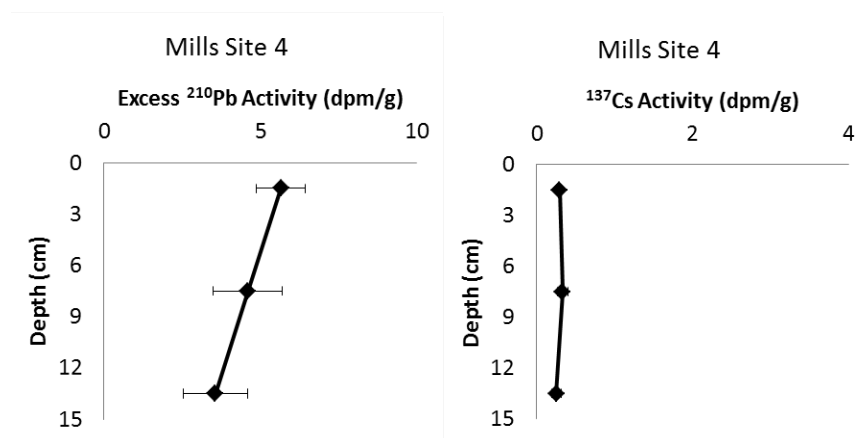 Mills Site 4
Excess ²¹⁰Pb Activity (dpm/g)
0 5 10
0
3
6
9
12
15
Depth (cm)
Mills Site 4
¹³⁷Cs Activity (dpm/g)
0 2 4
0
3
6
9
12
15
Depth (cm)